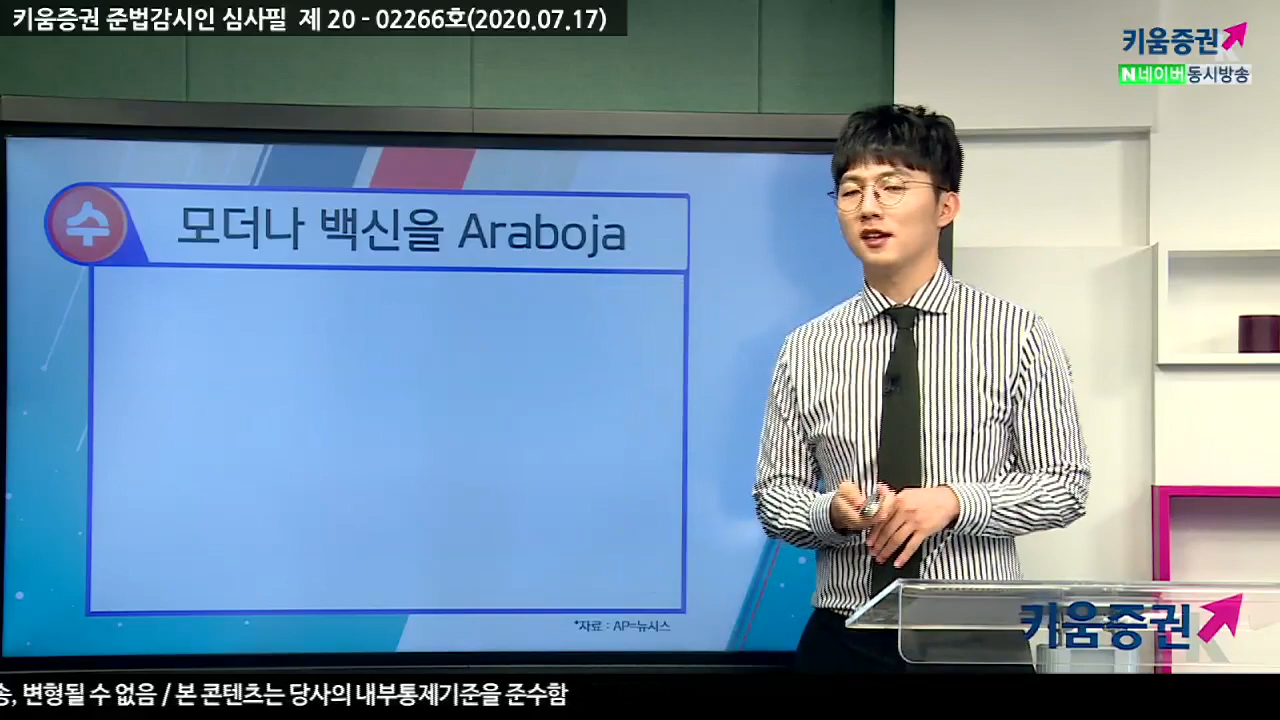 키움증권 준법감시인 심사필 제 20 - 02266호(2020.07.17)
키움증권
N네이버 동시방송
수
모더나 백신을 Araboja
*자료 : AP=뉴시스
키움증권
송, 변형될 수 없음 / 본 콘텐츠는 당사의 내부통제기준을 준수함